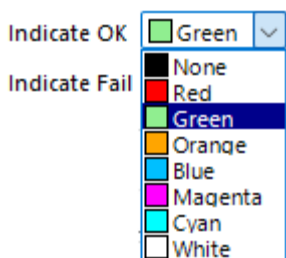 Indicate OK Green
None
Indicate Fail Red
Green
Orange
Blue
Magenta
Cyan
White